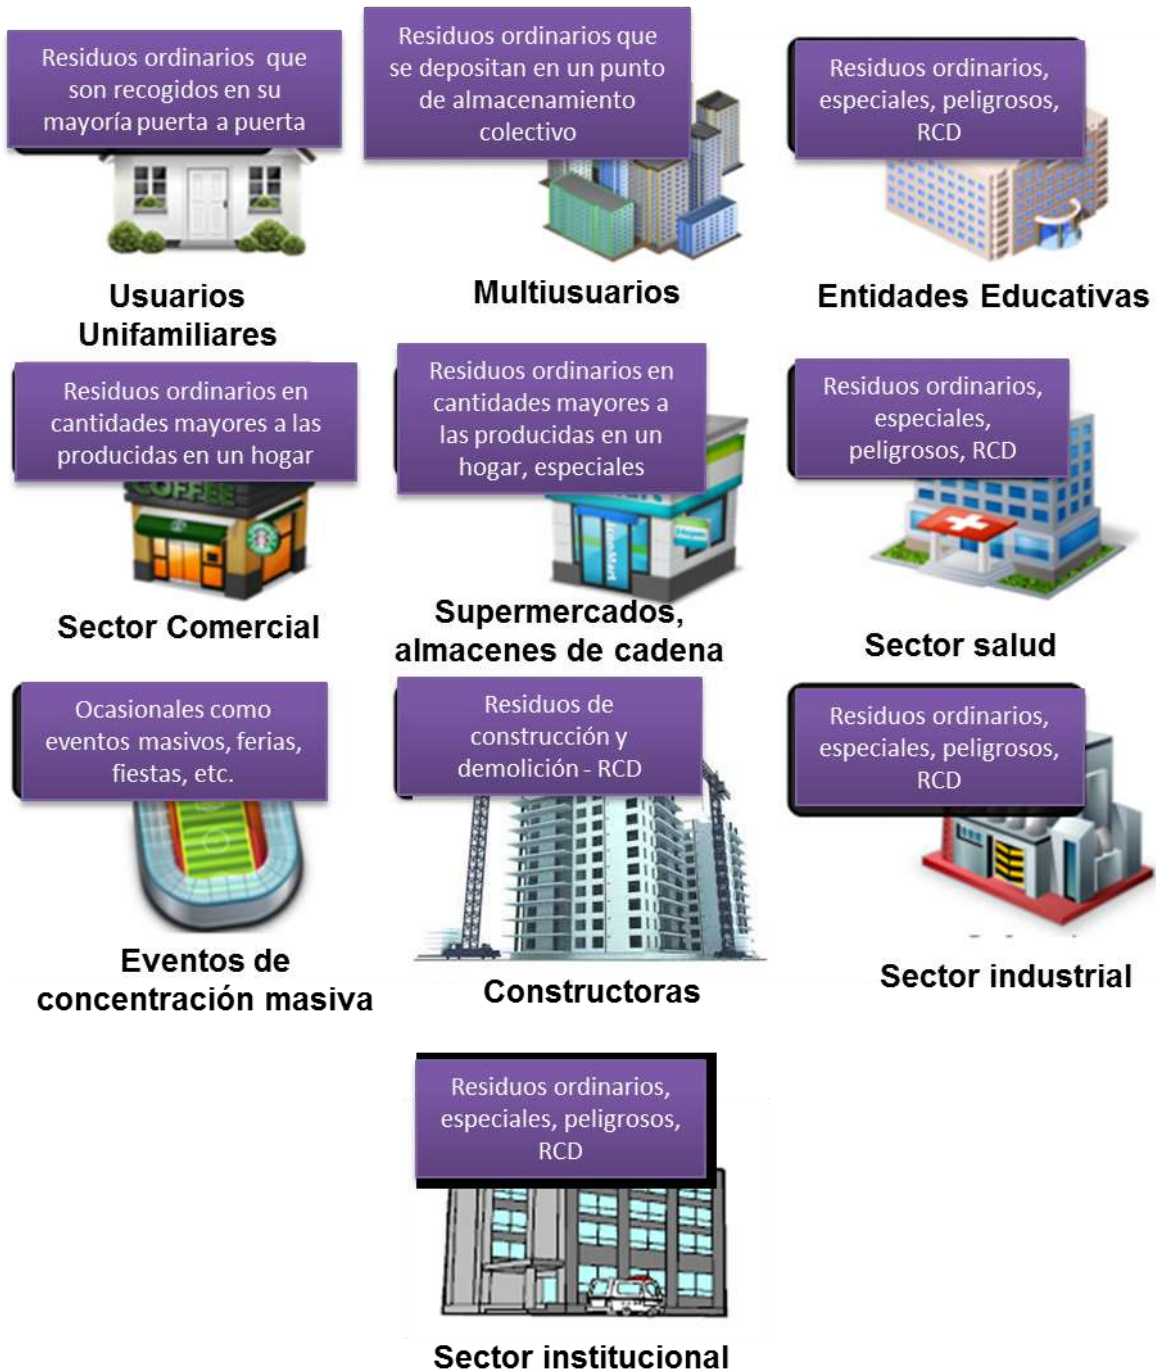 Residuos ordinarios que
son recogidos en su
mayoría puerta a puerta
Usuarios
Unifamiliares
Residuos ordinarios que
se depositan en un punto
de almacenamiento
colectivo
Multiusuarios
Residuos ordinarios,
especiales, peligrosos,
RCD
Entidades Educativas
Residuos ordinarios en
cantidades mayores a las
producidas en un hogar
COFFEE
Sector Comercial
Residuos ordinarios en
cantidades mayores a
las producidas en un
hogar, especiales
Supermercados,
almacenes de cadena
Residuos ordinarios,
especiales,
peligrosos, RCD
Sector salud
Ocasionales como
eventos masivos, ferias,
fiestas, etc.
Eventos de
concentración masiva
Residuos de
construcción y
demolición - RCD
Constructoras
Residuos ordinarios,
especiales, peligrosos,
RCD
Sector industrial
Residuos ordinarios,
especiales, peligrosos,
RCD
Sector institucional